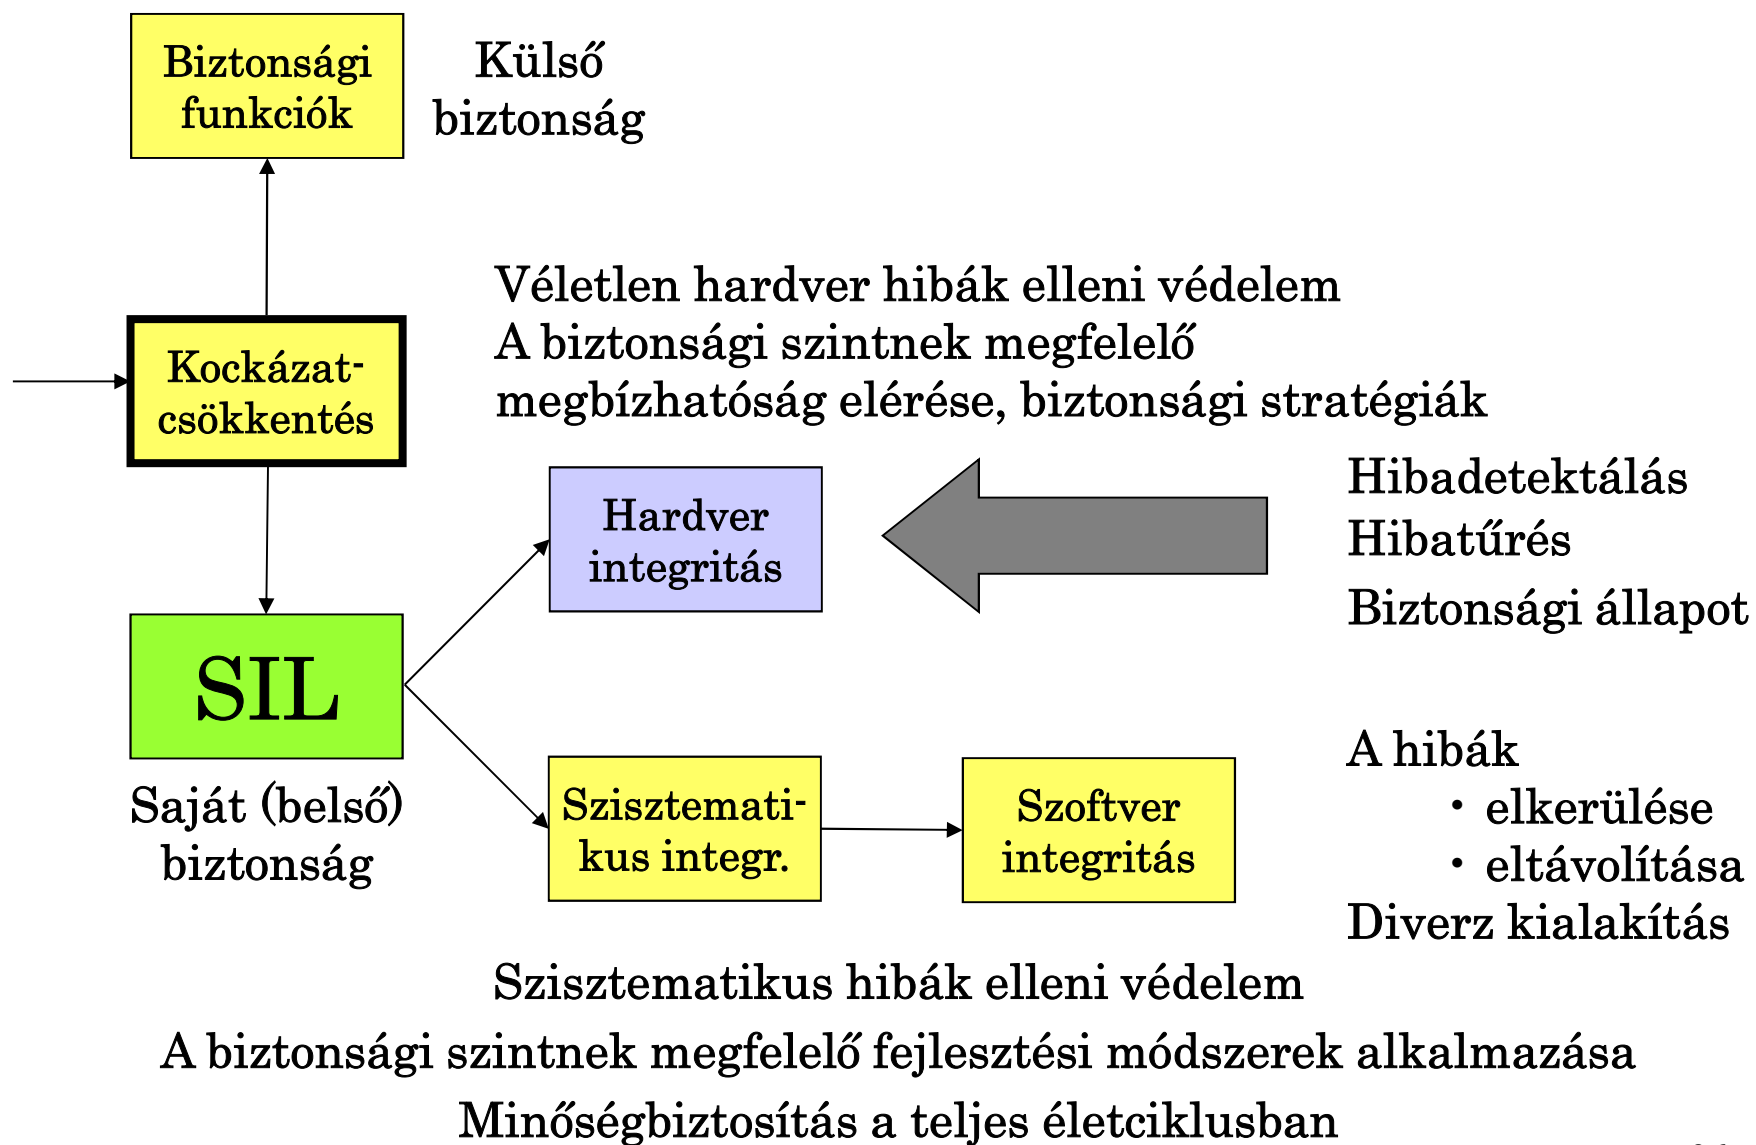 Biztonsági
funkciók
Külső
biztonság
Véletlen hardver hibák elleni védelem
A biztonsági szintnek megfelelő
megbízhatóság elérése, biztonsági stratégiák
Kockázat-
csökkentés
Hardver
integritás
Hibadetektálás
Hibatűrés
Biztonsági állapot
SIL
Saját (belső)
biztonság
Szisztemati-
kus integr.
Szoftver
integritás
A hibák
• elkerülése
• eltávolítása
Diverz kialakítás
Szisztematikus hibák elleni védelem
A biztonsági szintnek megfelelő fejlesztési módszerek alkalmazása
Minőségbiztosítás a teljes életciklusban